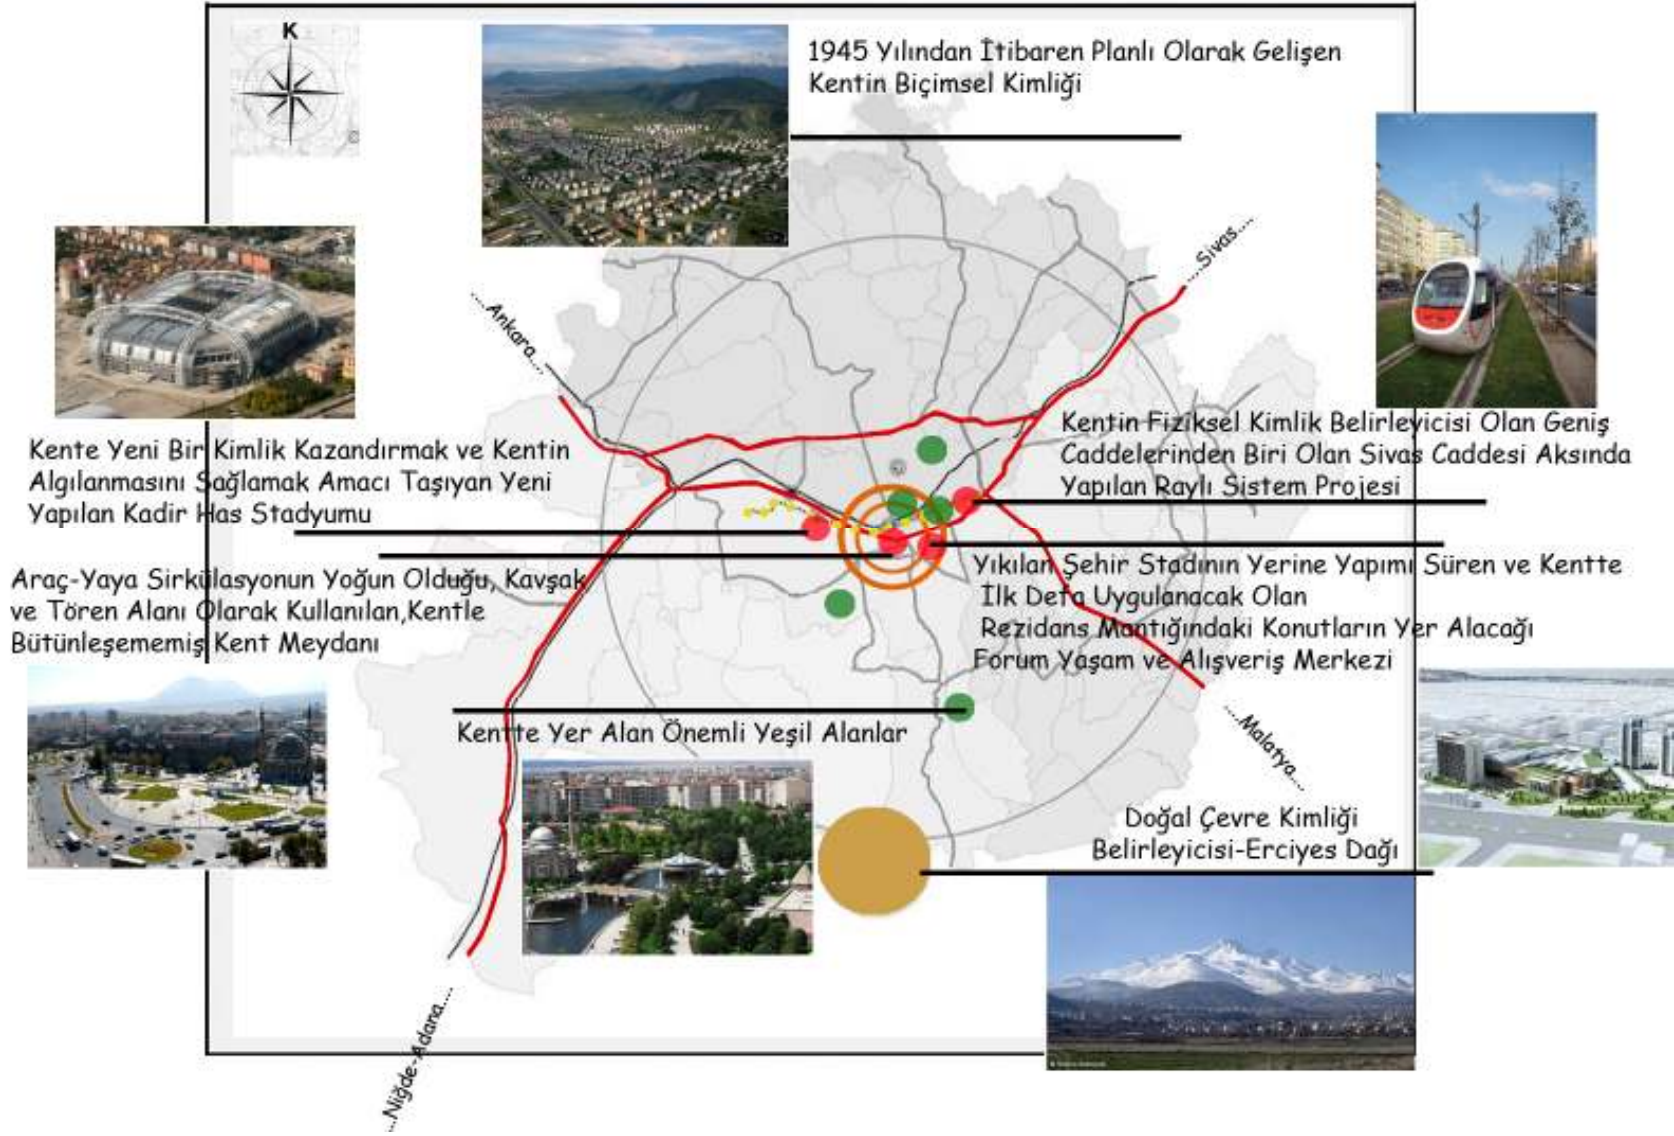 K
1945 Yılından İtibaren Planlı Olarak Gelişen
Kentin Biçimsel Kimliği
....Sivas....
....Ankara....
Kente Yeni Bir Kimlik Kazandırmak ve Kentin
Algılanmasını Sağlamak Amacı Taşıyan Yeni
Yapılan Kadir Has Stadyumu
Kentin Fiziksel Kimlik Belirleyicisi Olan Geniş
Caddelerinden Biri Olan Sivas Caddesi Aksında
Yapılan Raylı Sistem Projesi
Araç-Yaya Sirkülasyonun Yoğun Olduğu, Kavşak
ve Tören Alanı Olarak Kullanılan,Kentle
Bütünleşememiş Kent Meydanı
Yıkılan Şehir Stadının Yerine Yapımı Süren ve Kentte
İlk Defa Uygulanacak Olan
Rezidans Mantığındaki Konutların Yer Alacağı
Forum Yaşam ve Alışveriş Merkezi
Kentte Yer Alan Önemli Yeşil Alanlar
....Malatya....
Doğal Çevre Kimliği
Belirleyicisi-Erciyes Dağı
....Niğde-Adana....